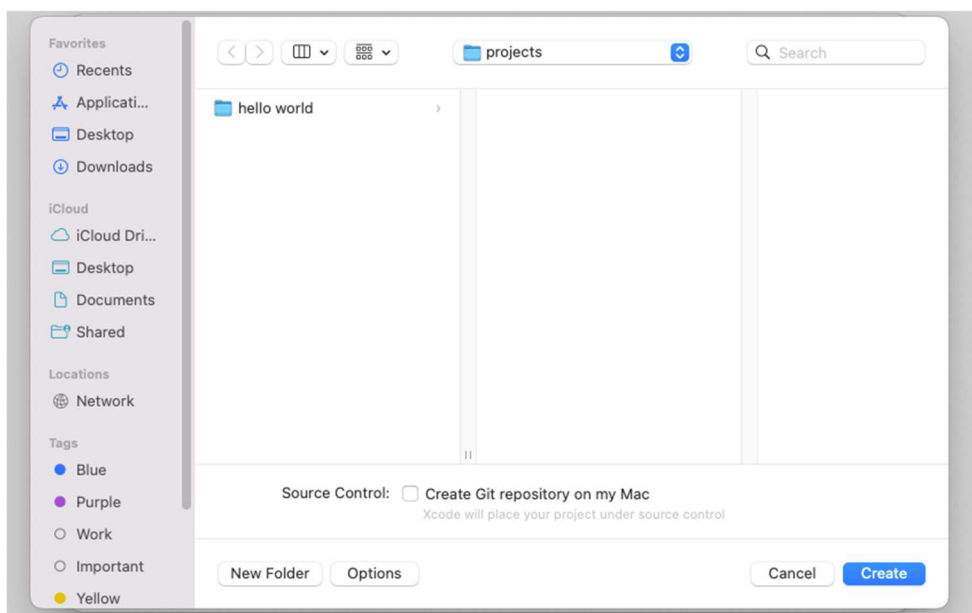 Favorites
Recents
Applicati...
Desktop
Downloads
iCloud
iCloud Dri...
Desktop
Documents
Shared
Locations
Network
Tags
Blue
Purple
Work
Important
Yellow
projects
Search
hello world
Source Control: Create Git repository on my Mac
Xcode will place your project under source control
New Folder Options Cancel Create